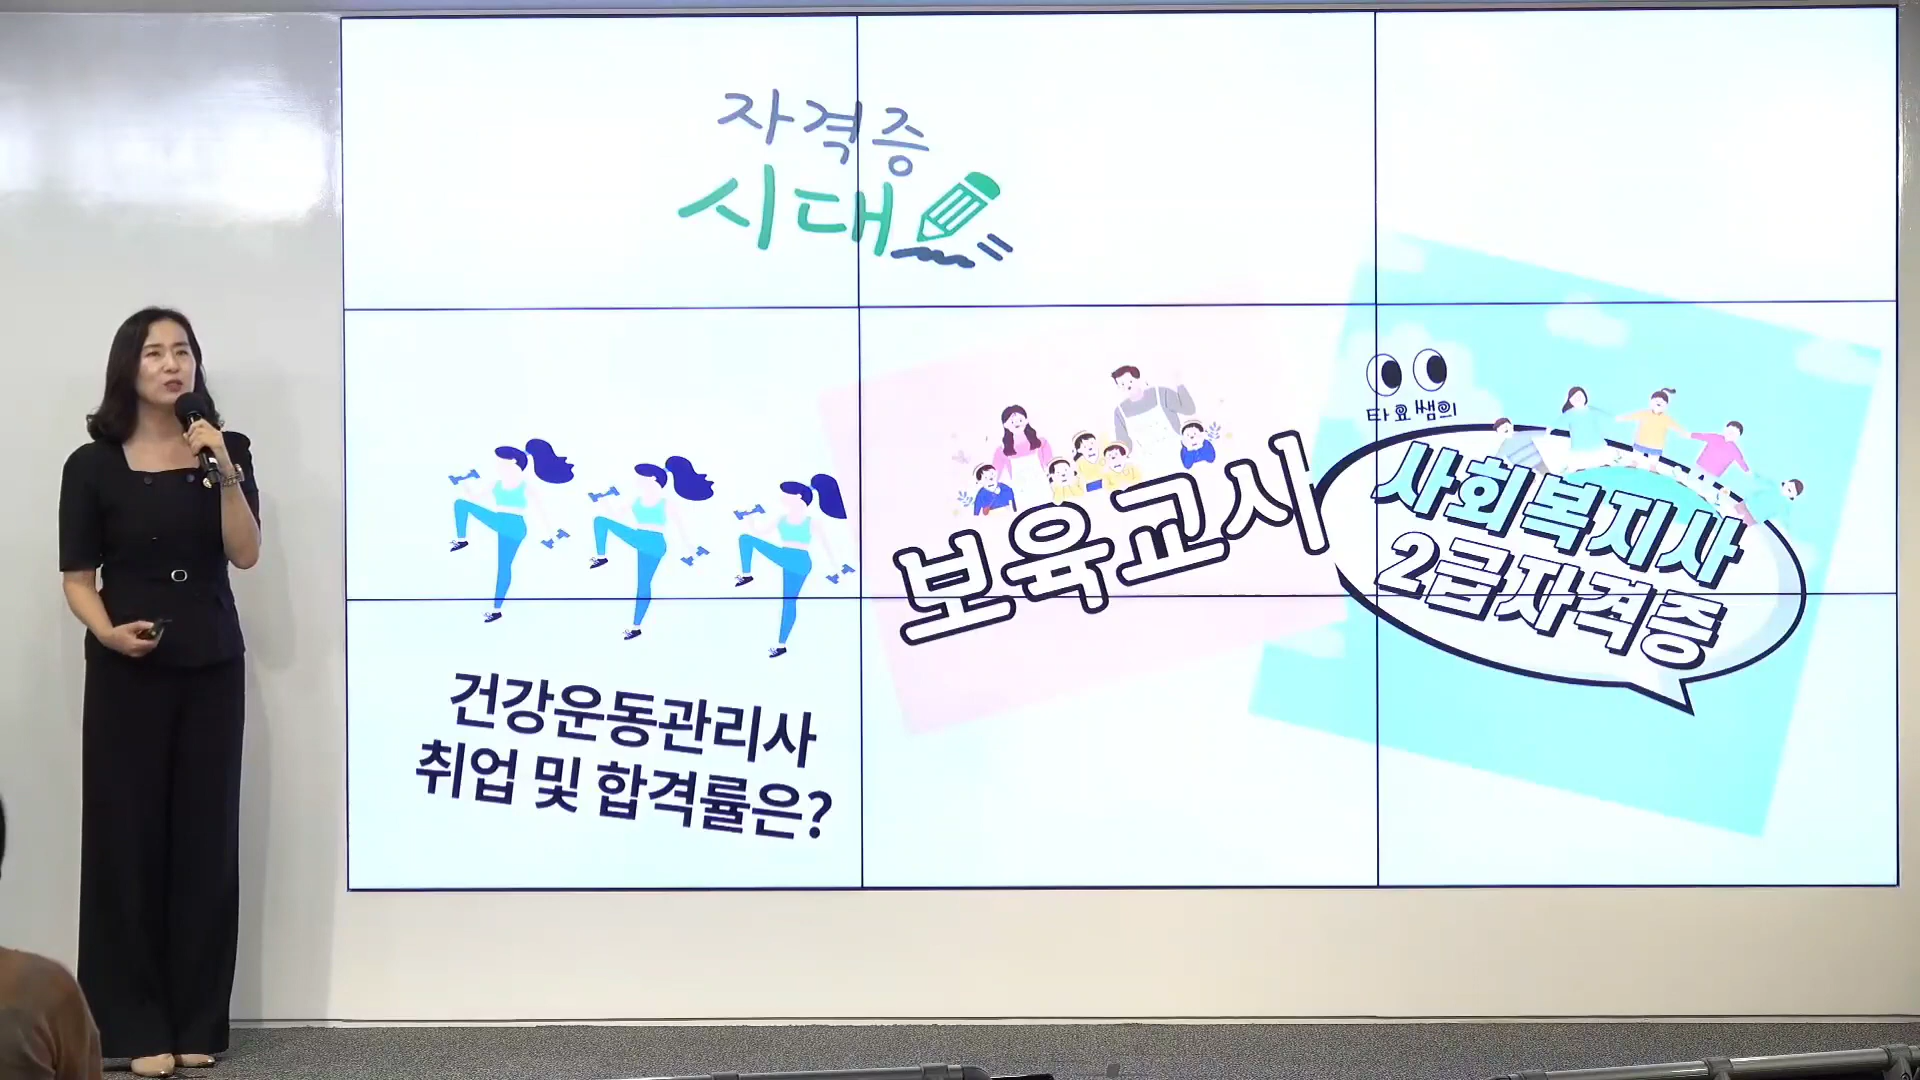 자격증
시대
건강운동관리사
취업 및 합격률은?
보육교사
타요쌤의
사회복지사
2급자격증